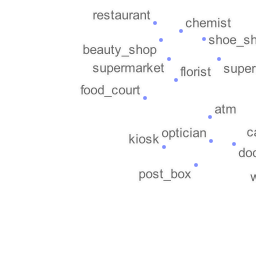 restaurant
chemist
shoe_sh
beauty_shop
supermarket
florist
super
food_court
atm
optician
ca
kiosk
doc
post_box
w